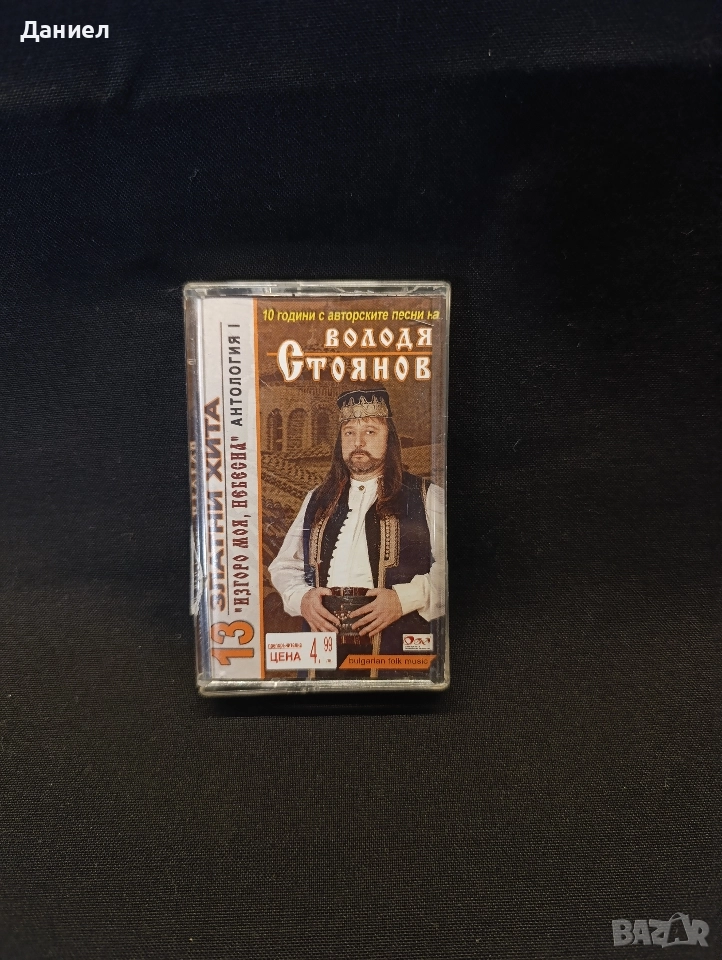 Даниел
10 години с авторските песни на
ВОЛОДЯ
СТОЯНОВ
13 ЗЛАТНИ ХИТА
"ИЗГОРО МОЯ, НЕБЕСНА" АНТОЛОГИЯ I
ЦЕНА 4.99
bulgarian folk music
BAZAR